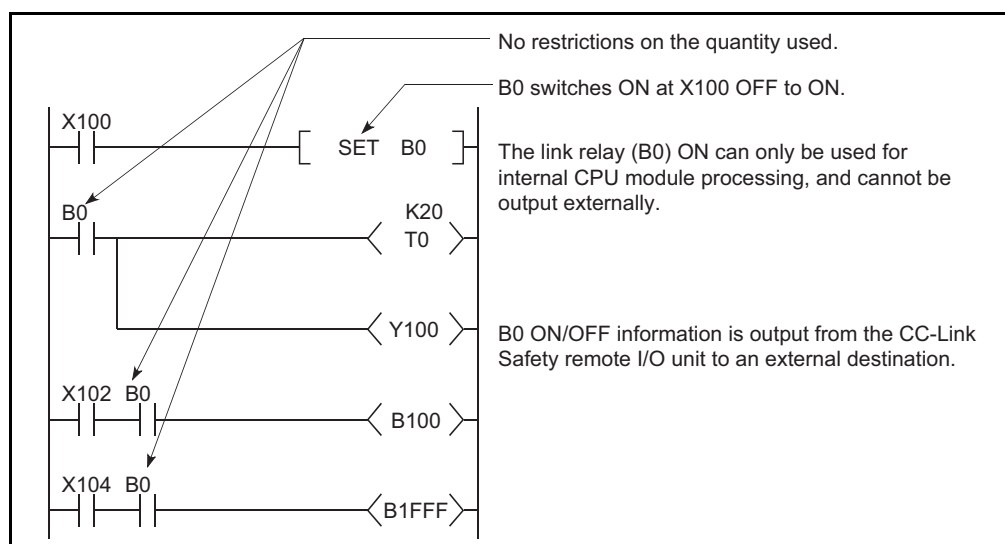 No restrictions on the quantity used.
B0 switches ON at X100 OFF to ON.
X100
SET B0
The link relay (B0) ON can only be used for
internal CPU module processing, and cannot be
output externally.
B0
K20
T0
Y100
B0 ON/OFF information is output from the CC-Link
Safety remote I/O unit to an external destination.
X102 B0
B100
X104 B0
B1FFF